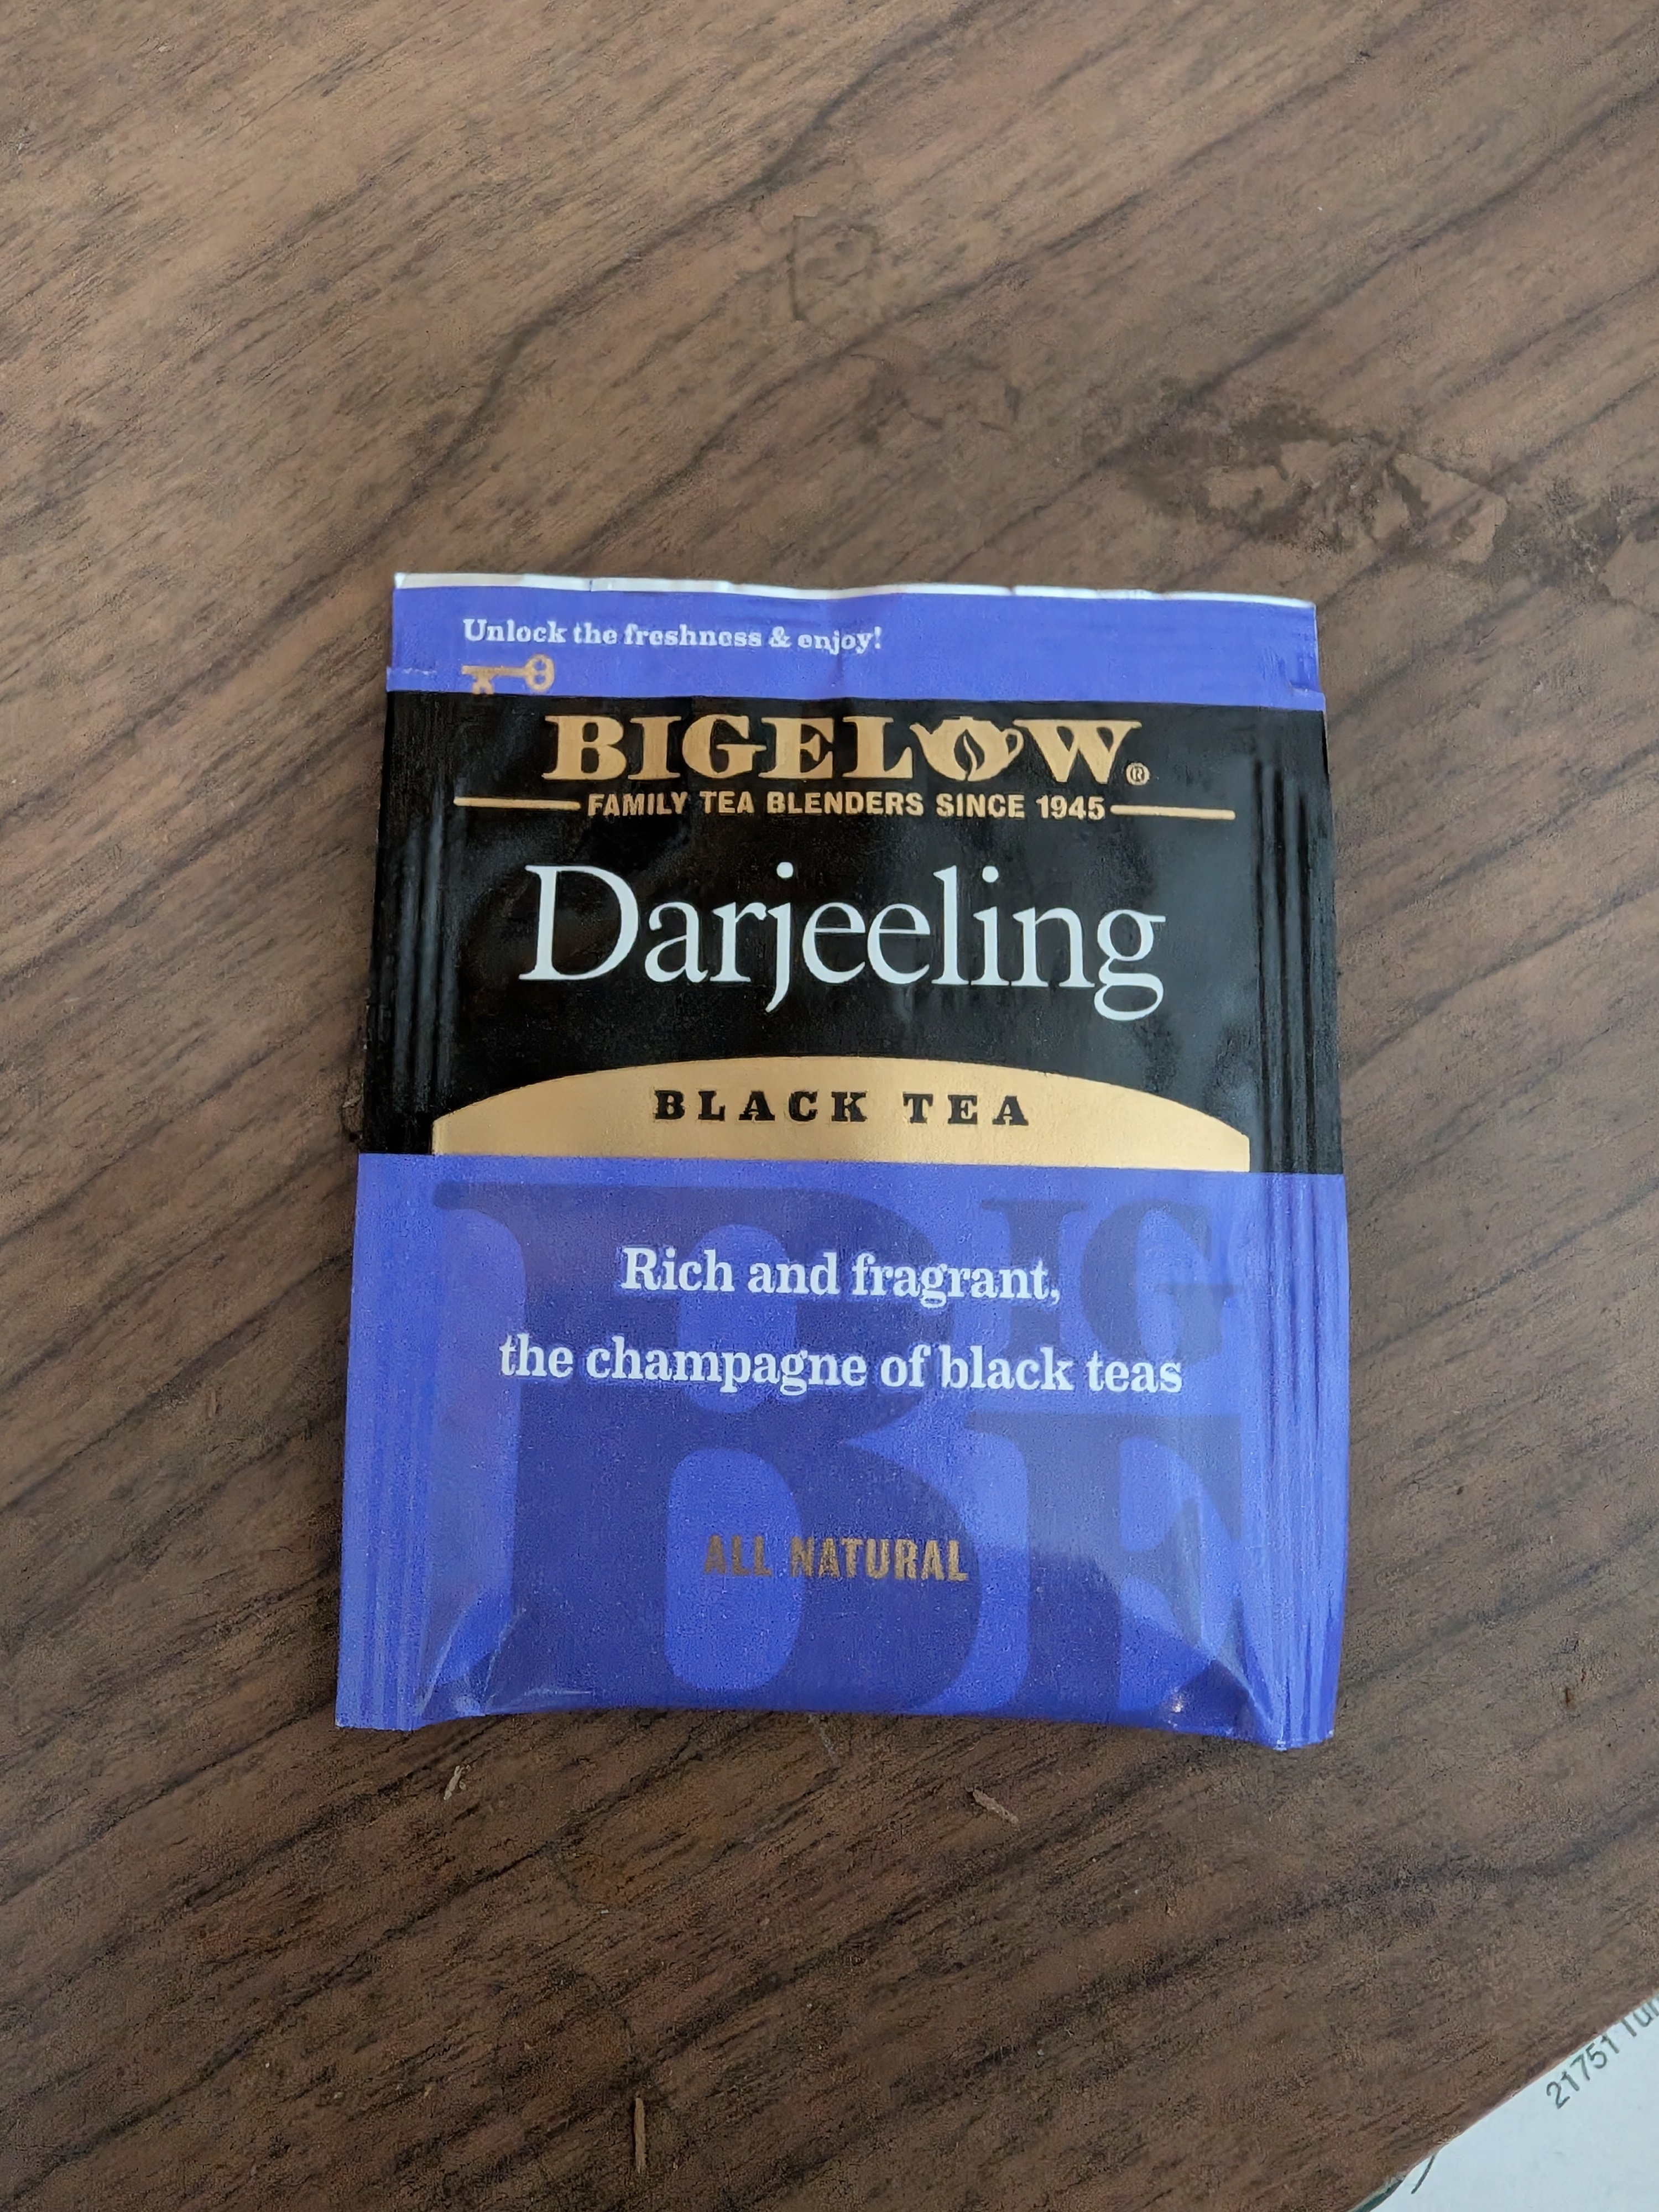 Unlock the freshness & enjoy!
BIGELOW®
FAMILY TEA BLENDERS SINCE 1945
Darjeeling
BLACK TEA
Rich and fragrant,
the champagne of black teas
ALL NATURAL
21751